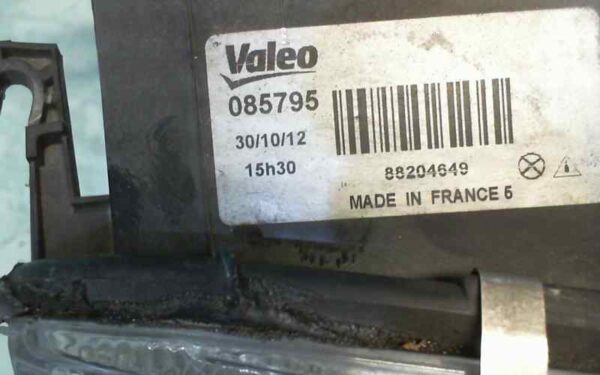 Valeo
085795
30/10/12
15h30
88204649
MADE IN FRANCE 5